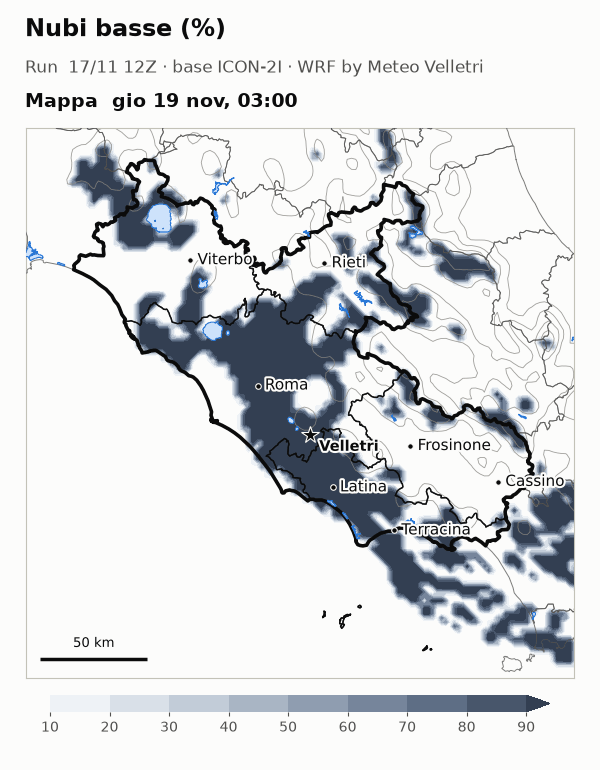 Nubi basse (%)
Run  17/11 12Z · base ICON-2I · WRF by Meteo Velletri
Mappa  gio 19 nov, 03:00
Viterbo
Rieti
Roma
Velletri
Frosinone
Latina
Cassino
Terracina
50 km
10 20 30 40 50 60 70 80 90